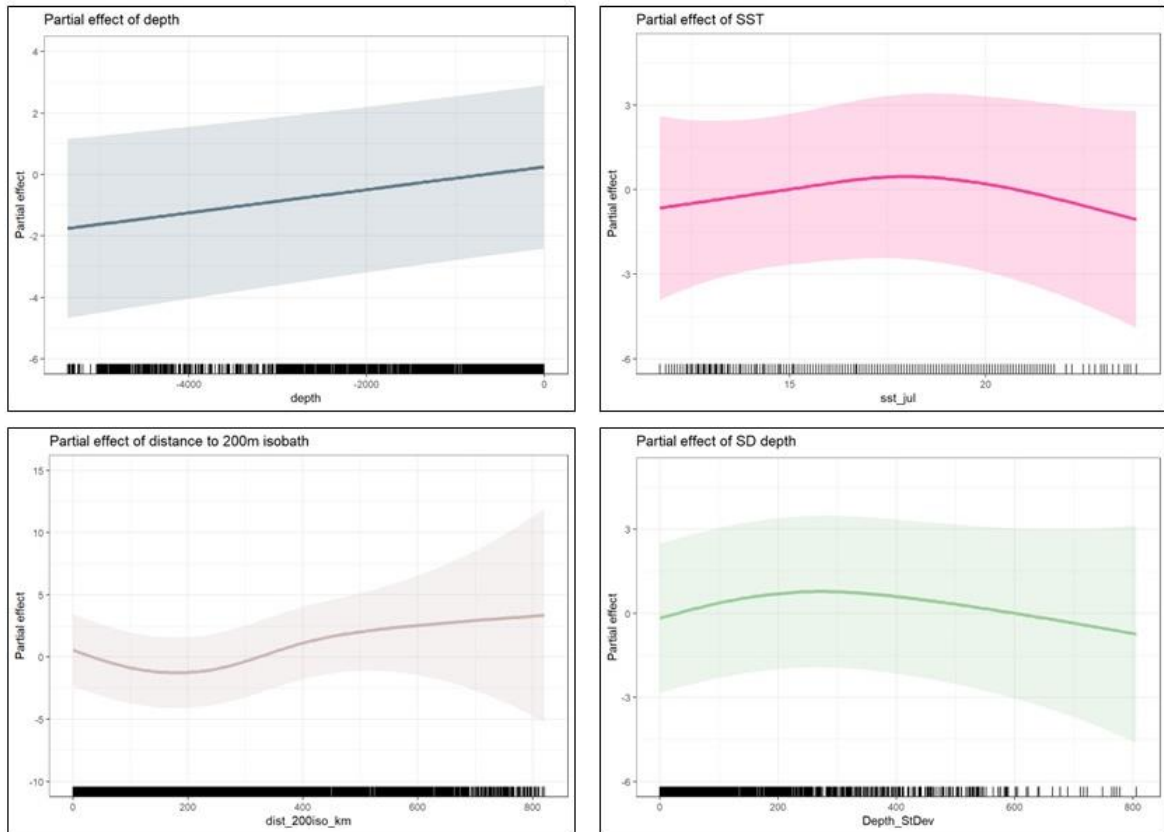 Partial effect of depth
4
2
0
-2
-4
-6
Partial effect
-4000 -2000 0
depth
Partial effect of SST
3
0
-3
-6
Partial effect
15 20
sst_jul
Partial effect of distance to 200m isobath
15
10
5
0
-5
-10
Partial effect
0 200 400 600 800
dist_200iso_km
Partial effect of SD depth
3
0
-3
-6
Partial effect
0 200 400 600 800
Depth_StDev